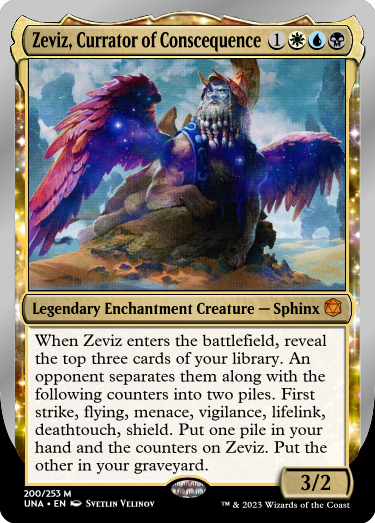 Zeviz, Currator of Conscequence 1
Legendary Enchantment Creature — Sphinx
When Zeviz enters the battlefield, reveal
the top three cards of your library. An
opponent separates them along with the
following counters into two piles. First
strike, flying, menace, vigilance, lifelink,
deathtouch, shield. Put one pile in your
hand and the counters on Zeviz. Put the
other in your graveyard.
3/2
200/253 M
UNA • EN Svetlin Velinov
™ & 2023 Wizards of the Coast